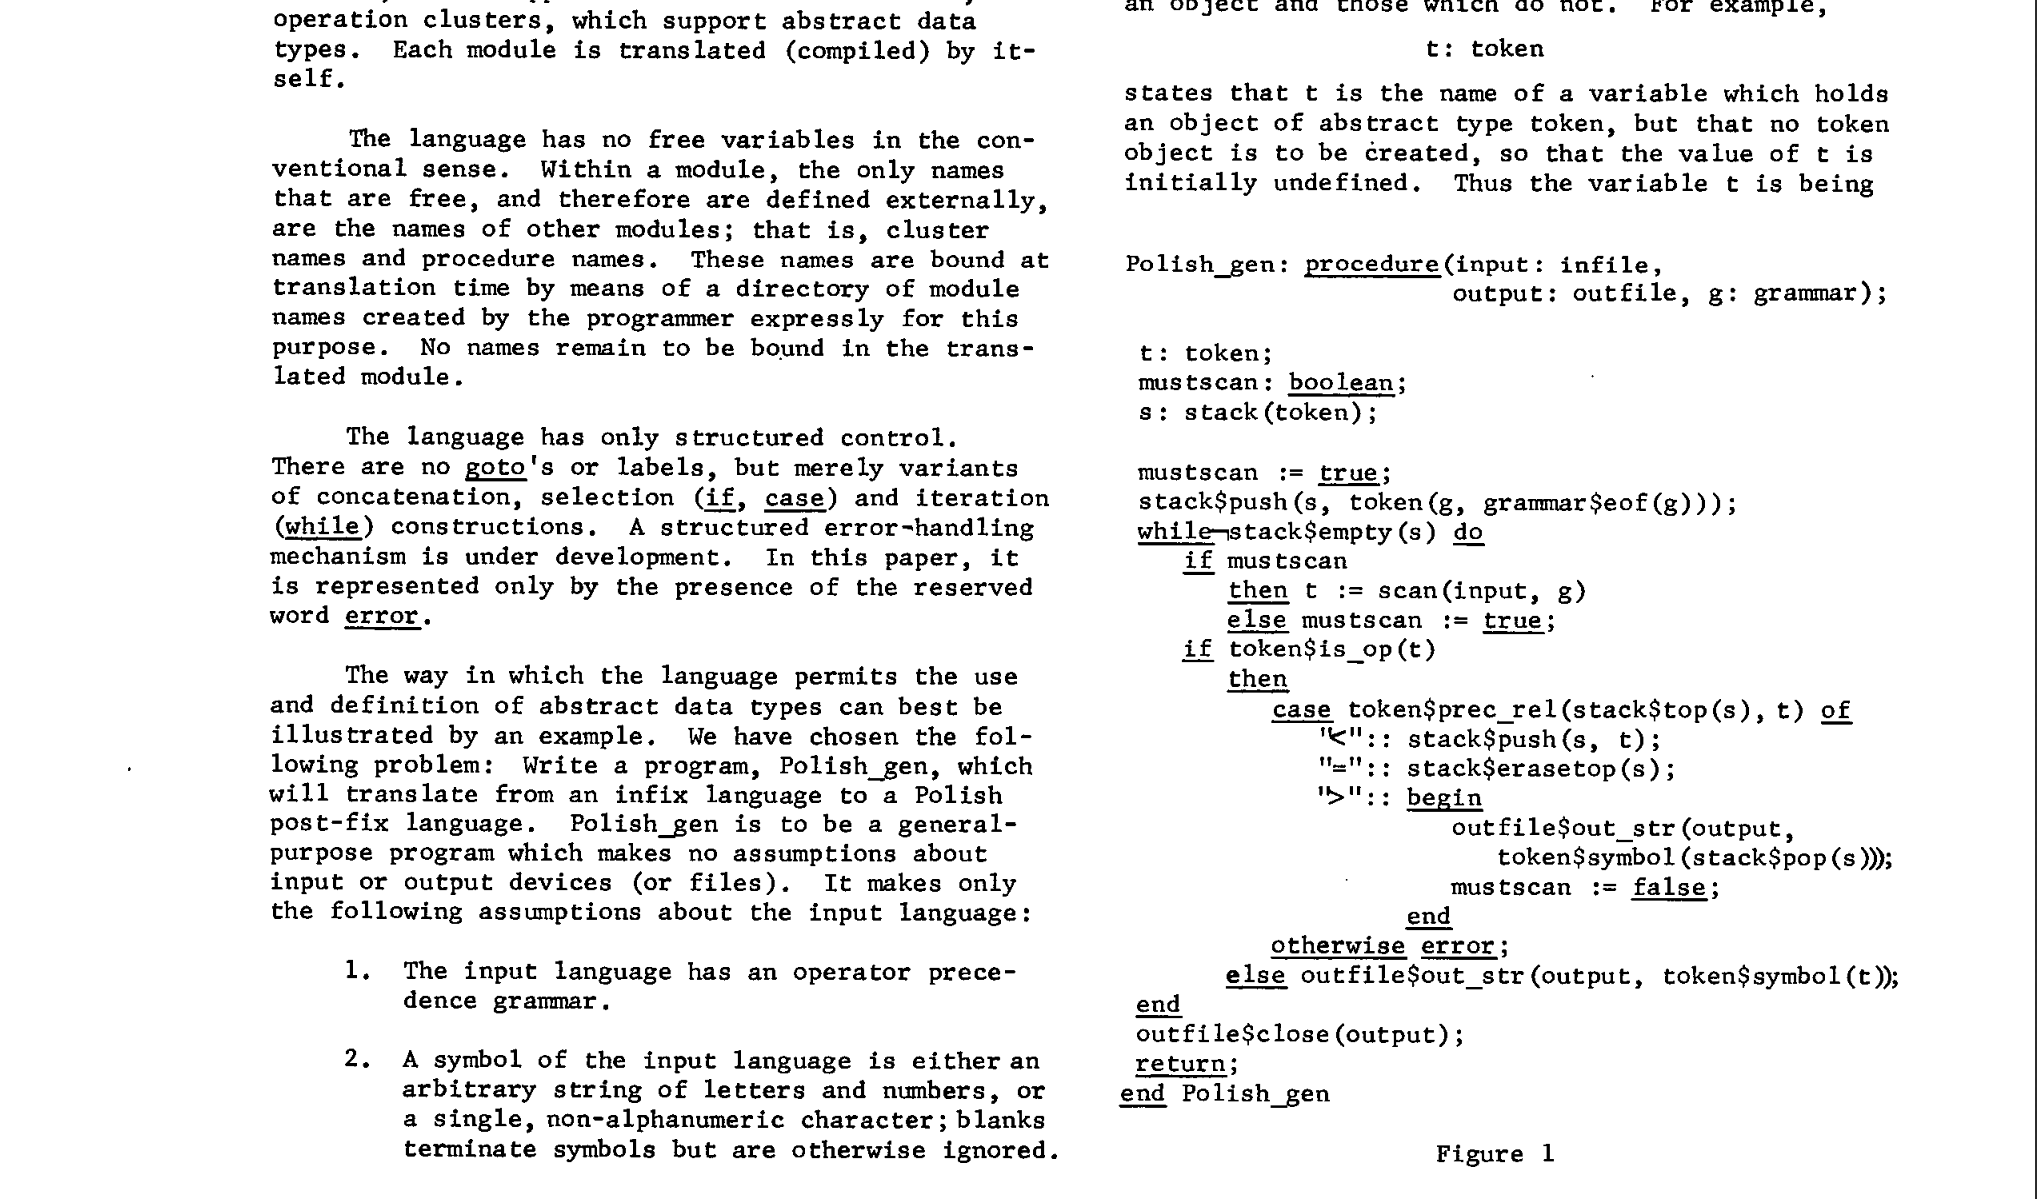 operation clusters, which support abstract data
types.  Each module is translated (compiled) by it-
self.
The language has no free variables in the con-
ventional sense.  Within a module, the only names
that are free, and therefore are defined externally,
are the names of other modules; that is, cluster
names and procedure names.  These names are bound at
translation time by means of a directory of module
names created by the programmer expressly for this
purpose.  No names remain to be bound in the trans-
lated module.
The language has only structured control.
There are no goto's or labels, but merely variants
of concatenation, selection (if, case) and iteration
(while) constructions.  A structured error-handling
mechanism is under development.  In this paper, it
is represented only by the presence of the reserved
word error.
The way in which the language permits the use
and definition of abstract data types can best be
illustrated by an example.  We have chosen the fol-
lowing problem:  Write a program, Polish_gen, which
will translate from an infix language to a Polish
post-fix language.  Polish_gen is to be a general-
purpose program which makes no assumptions about
input or output devices (or files).  It makes only
the following assumptions about the input language:
1.  The input language has an operator prece-
dence grammar.
2.  A symbol of the input language is either an
arbitrary string of letters and numbers, or
a single, non-alphanumeric character; blanks
terminate symbols but are otherwise ignored.
an object and those which do not.  For example,
t: token
states that t is the name of a variable which holds
an object of abstract type token, but that no token
object is to be created, so that the value of t is
initially undefined.  Thus the variable t is being
Polish_gen: procedure(input: infile,
output: outfile, g: grammar);
t: token;
mustscan: boolean;
s: stack(token);
mustscan := true;
stack$push(s, token(g, grammar$eof(g)));
while¬stack$empty(s) do
if mustscan
then t := scan(input, g)
else mustscan := true;
if token$is_op(t)
then
case token$prec_rel(stack$top(s), t) of
"<":: stack$push(s, t);
"=":: stack$erasetop(s);
">":: begin
outfile$out_str(output,
token$symbol(stack$pop(s)));
mustscan := false;
end
otherwise error;
else outfile$out_str(output, token$symbol(t));
end
outfile$close(output);
return;
end Polish_gen
Figure 1